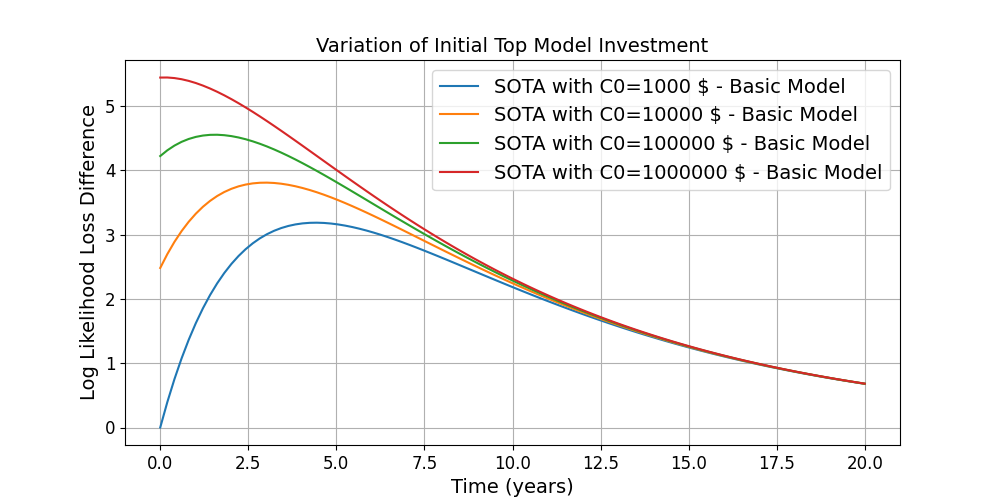 Variation of Initial Top Model Investment
Log Likelihood Loss Difference
5
4
3
2
1
0
SOTA with C0=1000 $ - Basic Model
SOTA with C0=10000 $ - Basic Model
SOTA with C0=100000 $ - Basic Model
SOTA with C0=1000000 $ - Basic Model
0.0 2.5 5.0 7.5 10.0 12.5 15.0 17.5 20.0
Time (years)